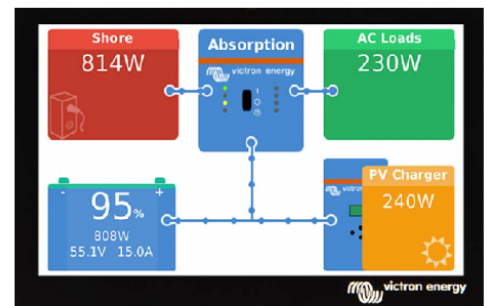 Shore
814W
Absorption
victron energy
AC Loads
230W
- +
95%
808W
55.1V 15.0A
PV Charger
240W
victron energy